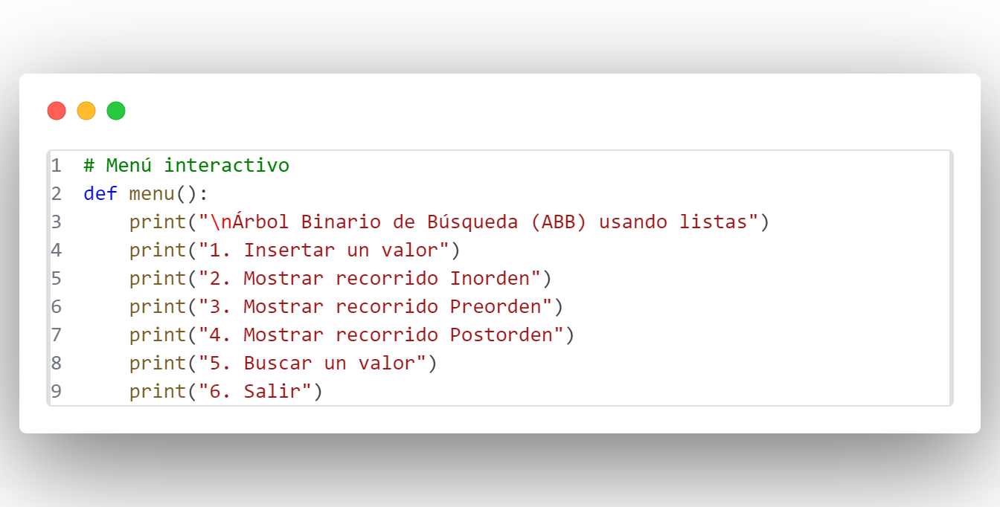 1 # Menú interactivo
2 def menu():
3     print("\nÁrbol Binario de Búsqueda (ABB) usando listas")
4     print("1. Insertar un valor")
5     print("2. Mostrar recorrido Inorden")
6     print("3. Mostrar recorrido Preorden")
7     print("4. Mostrar recorrido Postorden")
8     print("5. Buscar un valor")
9     print("6. Salir")